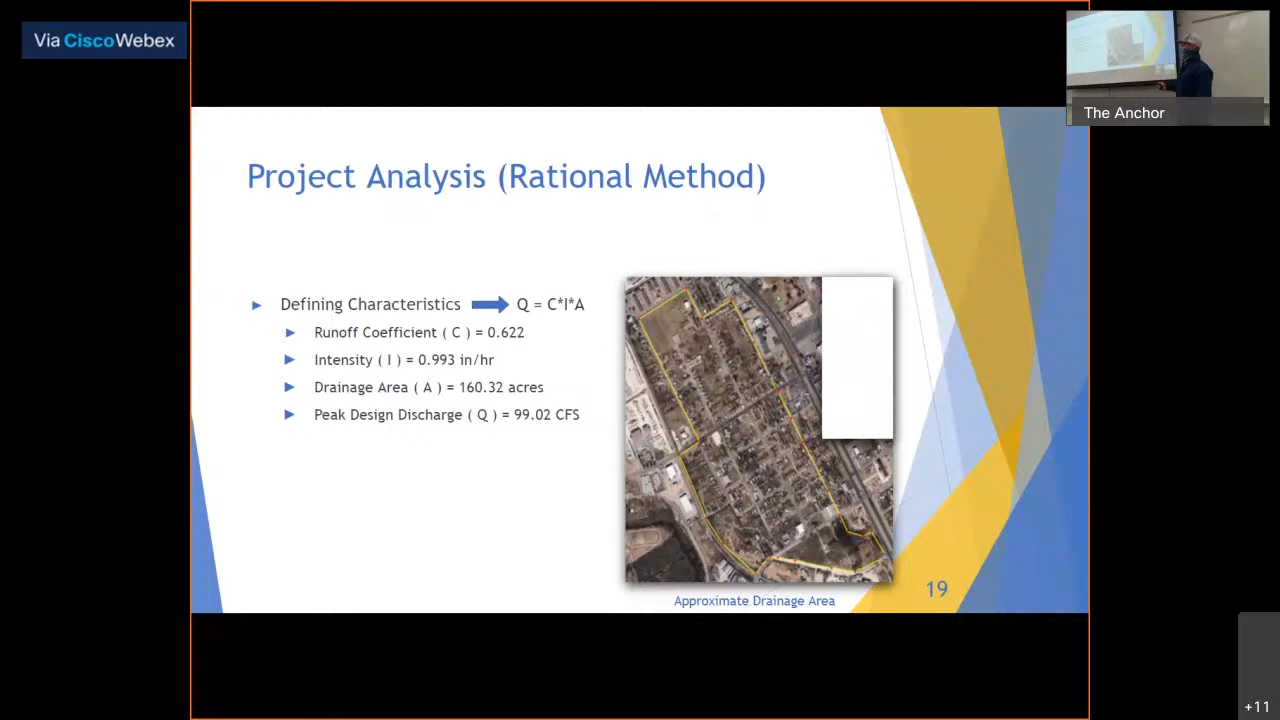 Via CiscoWebex
The Anchor
Project Analysis (Rational Method)
Defining Characteristics Q = C*I*A
Runoff Coefficient ( C ) = 0.622
Intensity ( I ) = 0.993 in/hr
Drainage Area ( A ) = 160.32 acres
Peak Design Discharge ( Q ) = 99.02 CFS
Approximate Drainage Area
19
+11